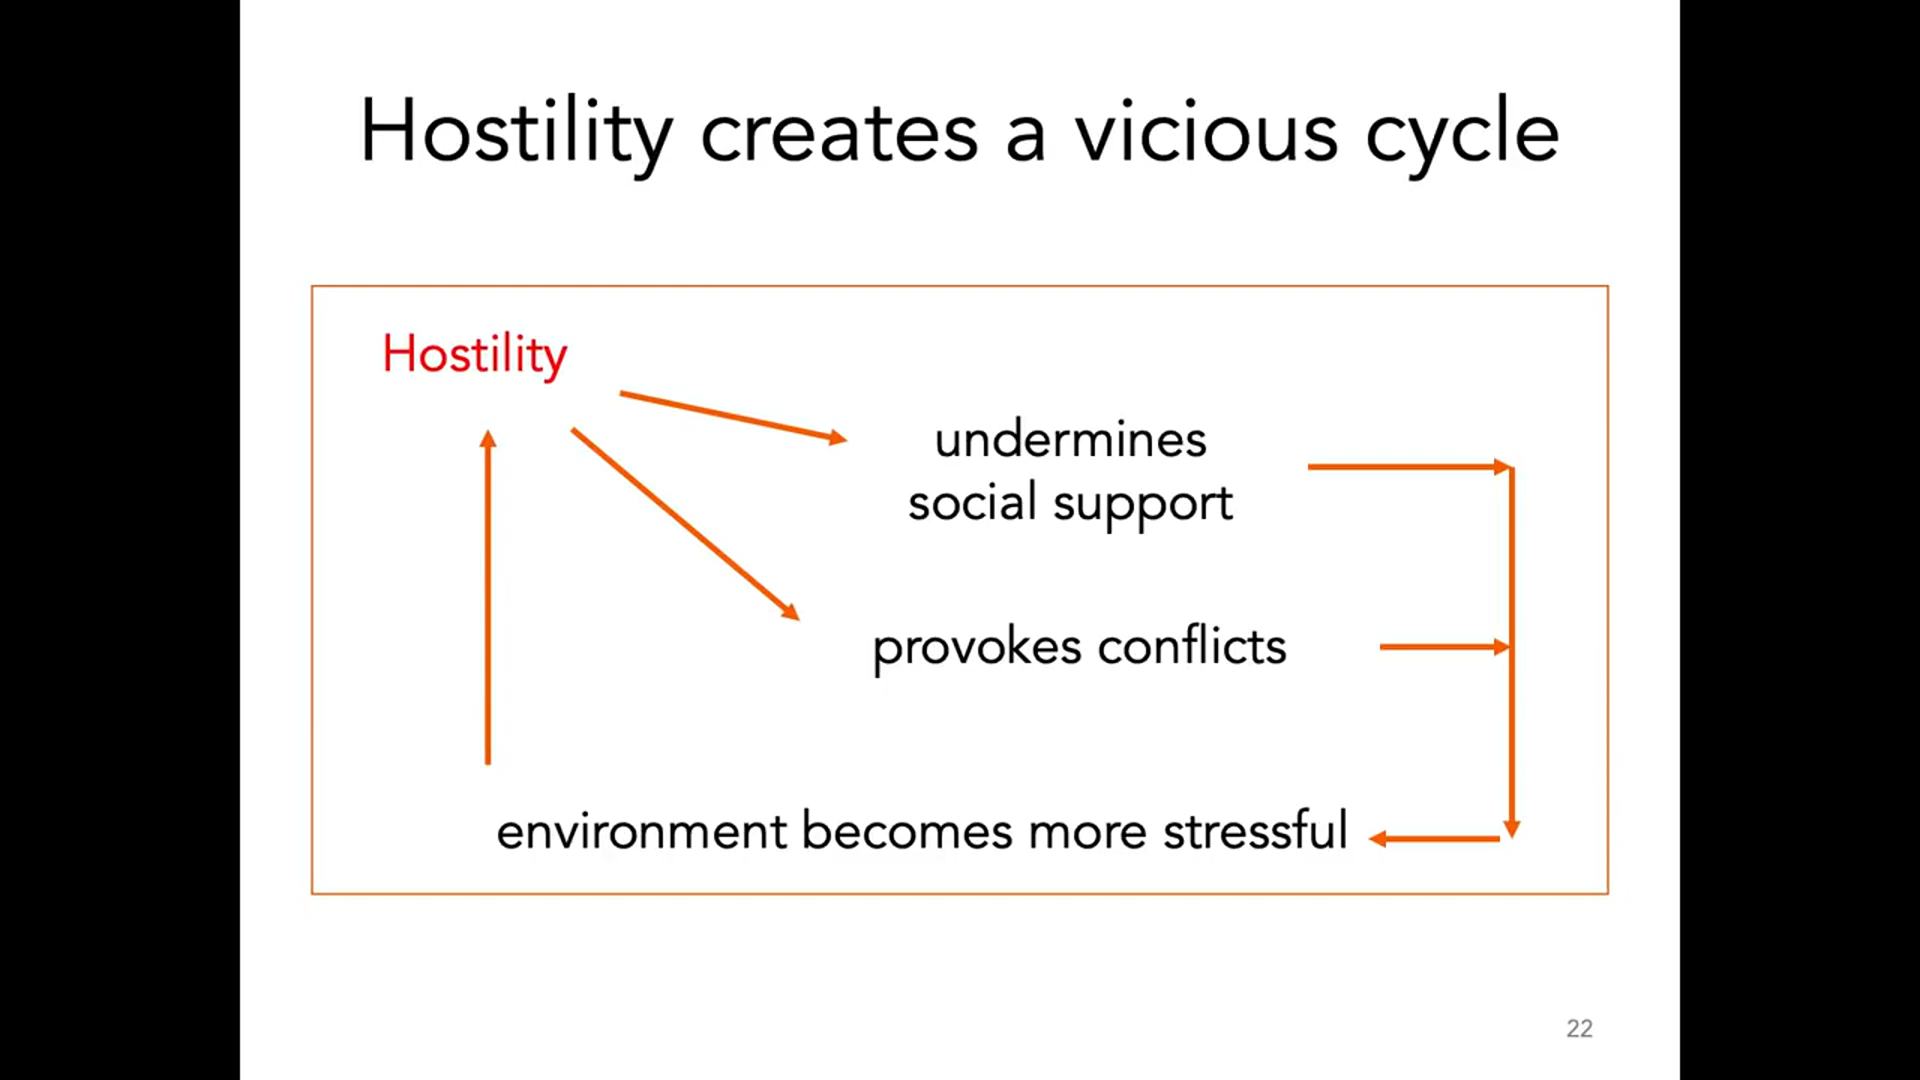 Hostility creates a vicious cycle
Hostility
undermines
social support
provokes conflicts
environment becomes more stressful
22